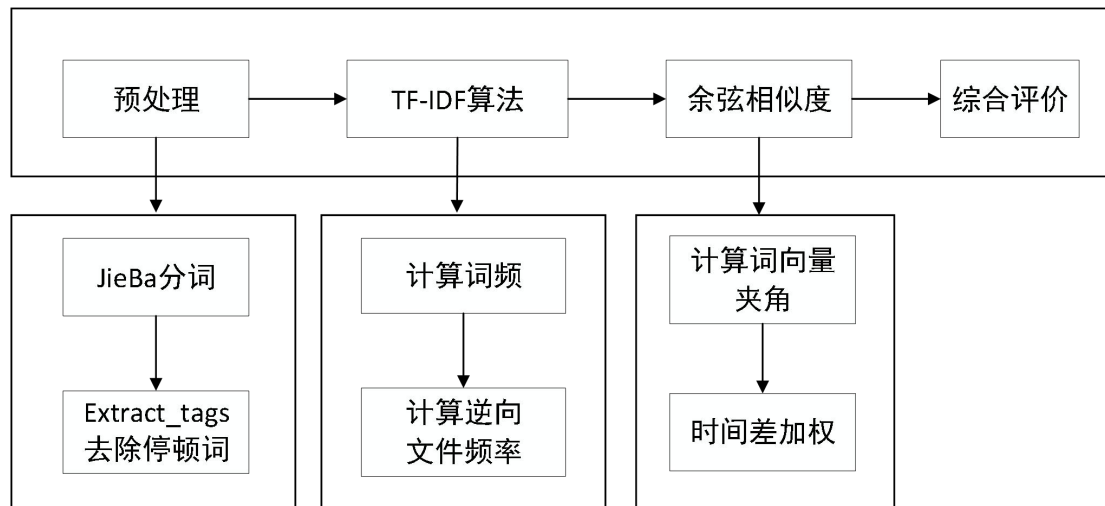 预处理
TF-IDF算法
余弦相似度
综合评价
JieBa分词
Extract_tags
去除停顿词
计算词频
计算逆向
文件频率
计算词向量
夹角
时间差加权